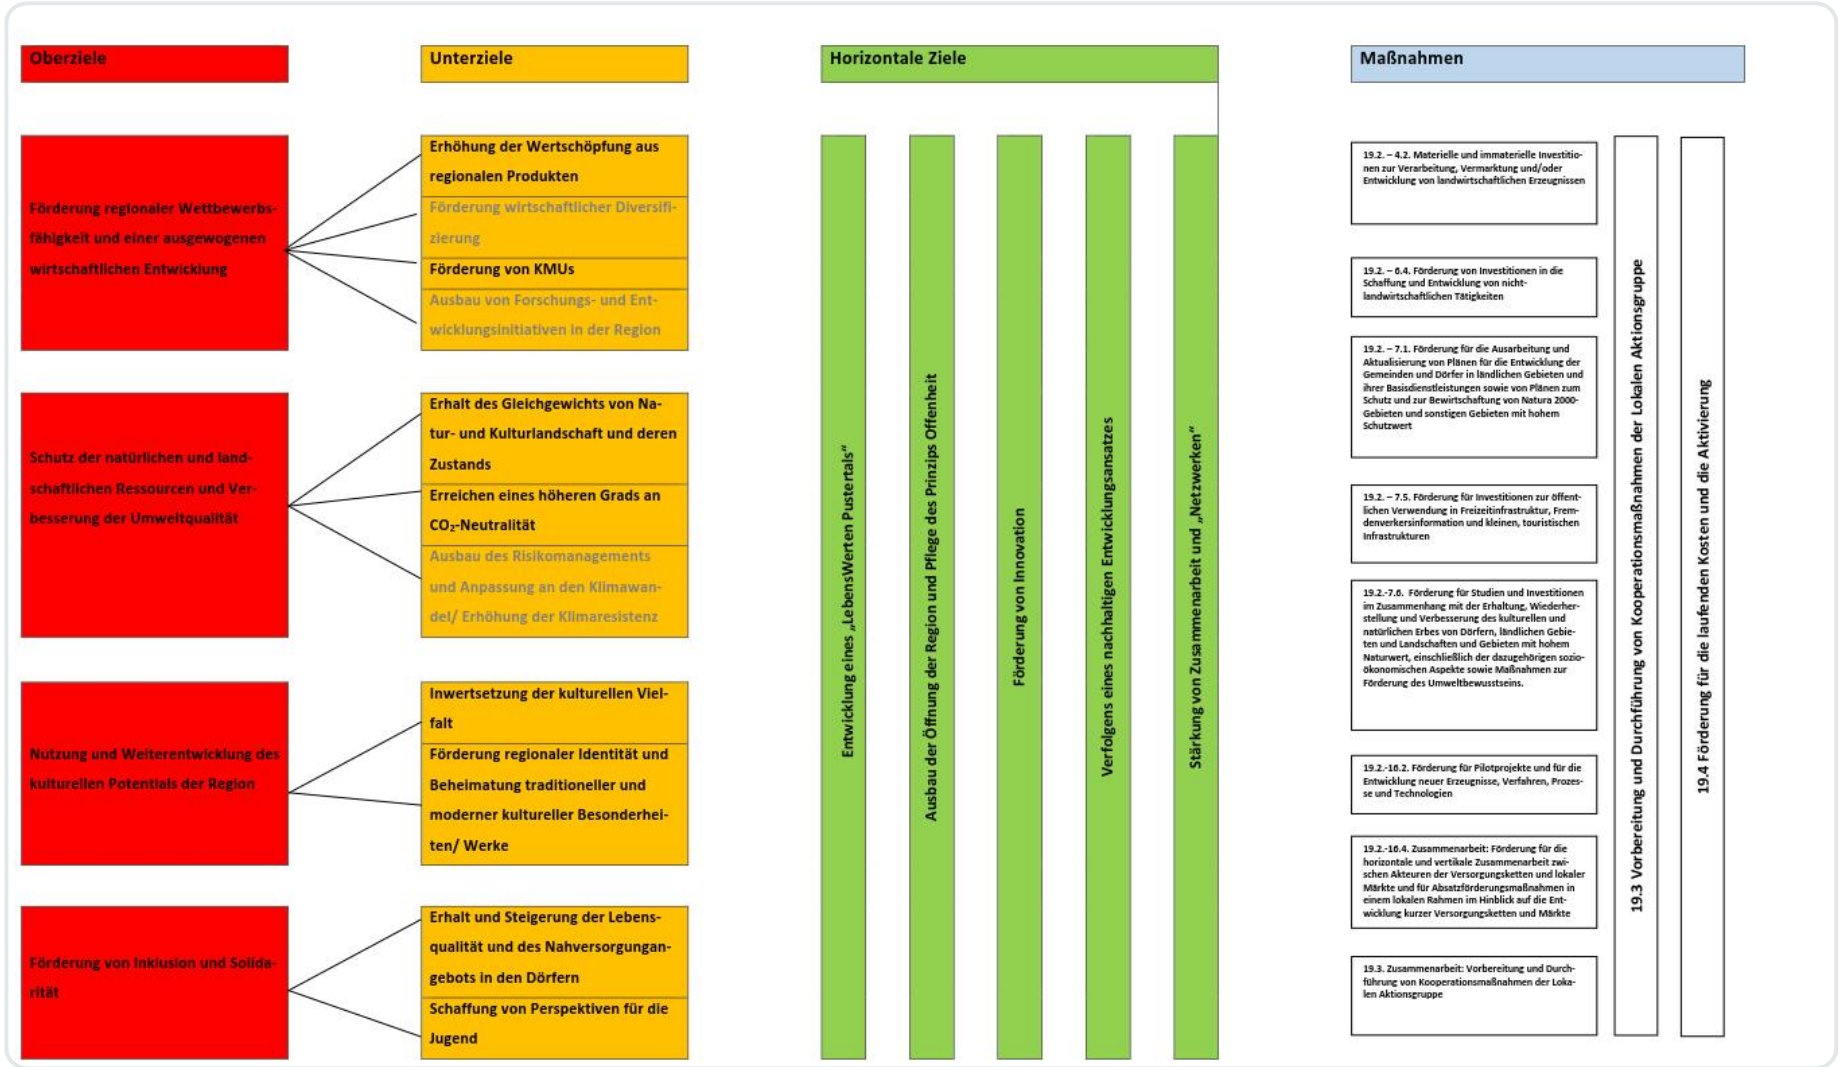 Oberziele
Unterziele
Horizontale Ziele
Maßnahmen
Förderung regionaler Wettbewerbs-
fähigkeit und einer ausgewogenen
wirtschaftlichen Entwicklung
Erhöhung der Wertschöpfung aus
regionalen Produkten
Förderung wirtschaftlicher Diversifi-
zierung
Förderung von KMUs
Ausbau von Forschungs- und Ent-
wicklungsinitiativen in der Region
Schutz der natürlichen und land-
schaftlichen Ressourcen und Ver-
besserung der Umweltqualität
Erhalt des Gleichgewichts von Na-
tur- und Kulturlandschaft und deren
Zustands
Erreichen eines höheren Grads an
CO₂-Neutralität
Ausbau des Risikomanagements
und Anpassung an den Klimawan-
del/ Erhöhung der Klimaresistenz
Nutzung und Weiterentwicklung des
kulturellen Potentials der Region
Inwertsetzung der kulturellen Viel-
falt
Förderung regionaler Identität und
Beheimatung traditioneller und
moderner kultureller Besonderhei-
ten/ Werke
Förderung von Inklusion und Solida-
rität
Erhalt und Steigerung der Lebens-
qualität und des Nahversorgungan-
gebots in den Dörfern
Schaffung von Perspektiven für die
Jugend
Entwicklung eines „LebensWerten Pustertals“
Ausbau der Öffnung der Region und Pflege des Prinzips Offenheit
Förderung von Innovation
Verfolgens eines nachhaltigen Entwicklungsansatzes
Stärkung von Zusammenarbeit und „Netzwerken“
19.2. – 4.2. Materielle und immaterielle Investitio-
nen zur Verarbeitung, Vermarktung und/oder
Entwicklung von landwirtschaftlichen Erzeugnissen
19.2. – 6.4. Förderung von Investitionen in die
Schaffung und Entwicklung von nicht-
landwirtschaftlichen Tätigkeiten
19.2. – 7.1. Förderung für die Ausarbeitung und
Aktualisierung von Plänen für die Entwicklung der
Gemeinden und Dörfer in ländlichen Gebieten und
ihrer Basisdienstleistungen sowie von Plänen zum
Schutz und zur Bewirtschaftung von Natura 2000-
Gebieten und sonstigen Gebieten mit hohem
Schutzwert
19.2. – 7.5. Förderung für Investitionen zur öffent-
lichen Verwendung in Freizeitinfrastruktur, Frem-
denverkersinformation und kleinen, touristischen
Infrastrukturen
19.2.-7.6. Förderung für Studien und Investitionen
im Zusammenhang mit der Erhaltung, Wiederher-
stellung und Verbesserung des kulturellen und
natürlichen Erbes von Dörfern, ländlichen Gebie-
ten und Landschaften und Gebieten mit hohem
Naturwert, einschließlich der dazugehörigen sozio-
ökonomischen Aspekte sowie Maßnahmen zur
Förderung des Umweltbewusstseins.
19.2.-16.2. Förderung für Pilotprojekte und für die
Entwicklung neuer Erzeugnisse, Verfahren, Prozes-
se und Technologien
19.2.-16.4. Zusammenarbeit: Förderung für die
horizontale und vertikale Zusammenarbeit zwi-
schen Akteuren der Versorgungsketten und lokaler
Märkte und für Absatzförderungsmaßnahmen in
einem lokalen Rahmen im Hinblick auf die Ent-
wicklung kurzer Versorgungsketten und Märkte
19.3. Zusammenarbeit: Vorbereitung und Durch-
führung von Kooperationsmaßnahmen der Loka-
len Aktionsgruppe
19.3 Vorbereitung und Durchführung von Kooperationsmaßnahmen der Lokalen Aktionsgruppe
19.4 Förderung für die laufenden Kosten und die Aktivierung